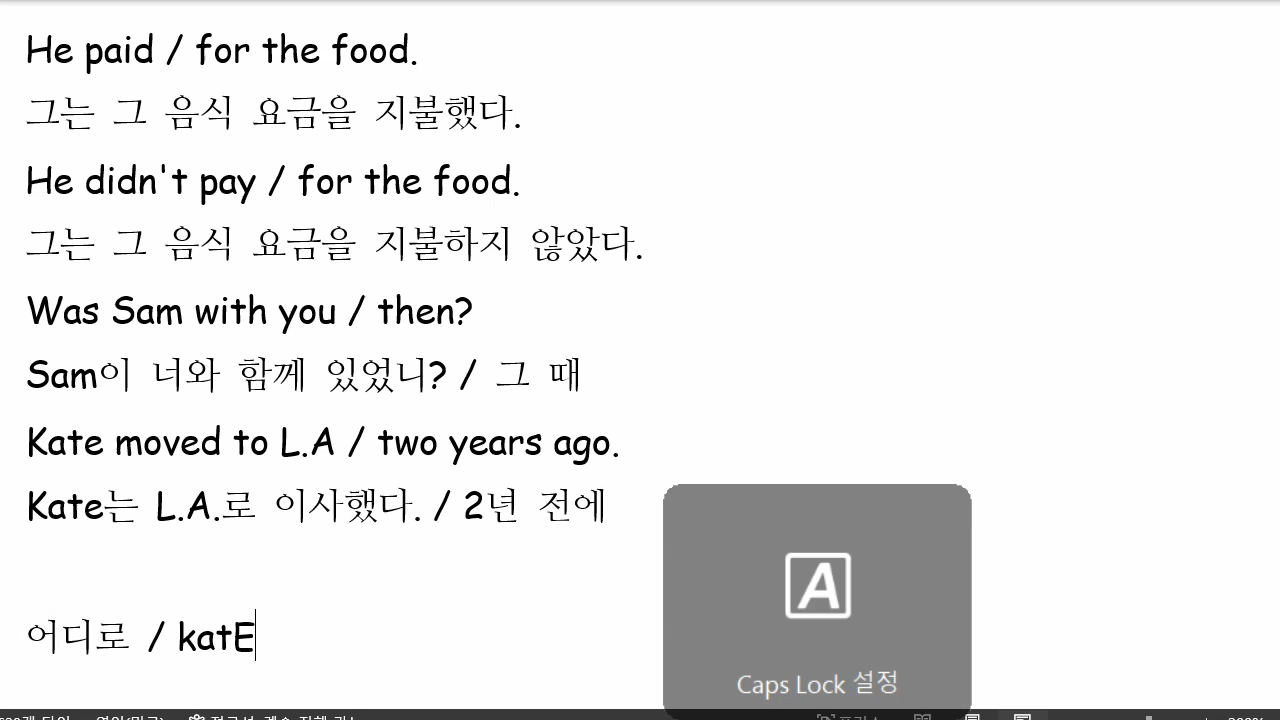 He paid / for the food.
그는 그 음식 요금을 지불했다.
He didn't pay / for the food.
그는 그 음식 요금을 지불하지 않았다.
Was Sam with you / then?
Sam이 너와 함께 있었니? / 그 때
Kate moved to L.A / two years ago.
Kate는 L.A.로 이사했다. / 2년 전에
어디로 / katE
A
Caps Lock 설정